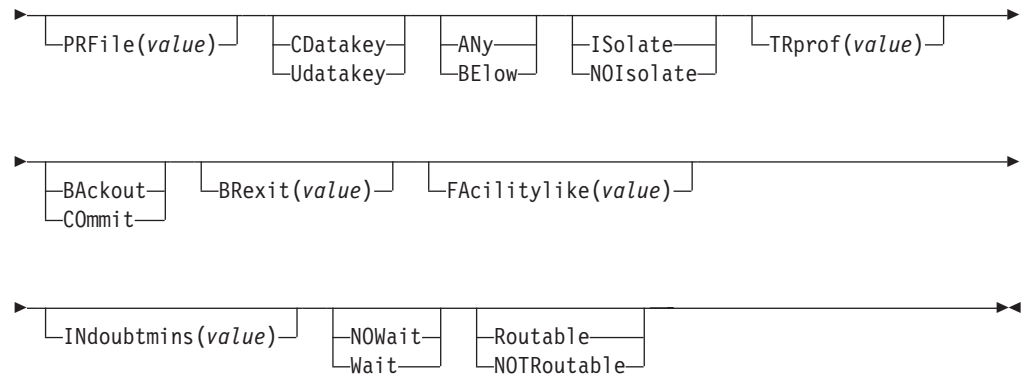 PRFile(value) CDatakey ANy ISolate TRprof(value)
Udatakey BElow NOIsolate
BAckout BRexit(value) FAcilitylike(value)
COmmit
INdoubtmins(value) NOWait Routable
Wait NOTRoutable